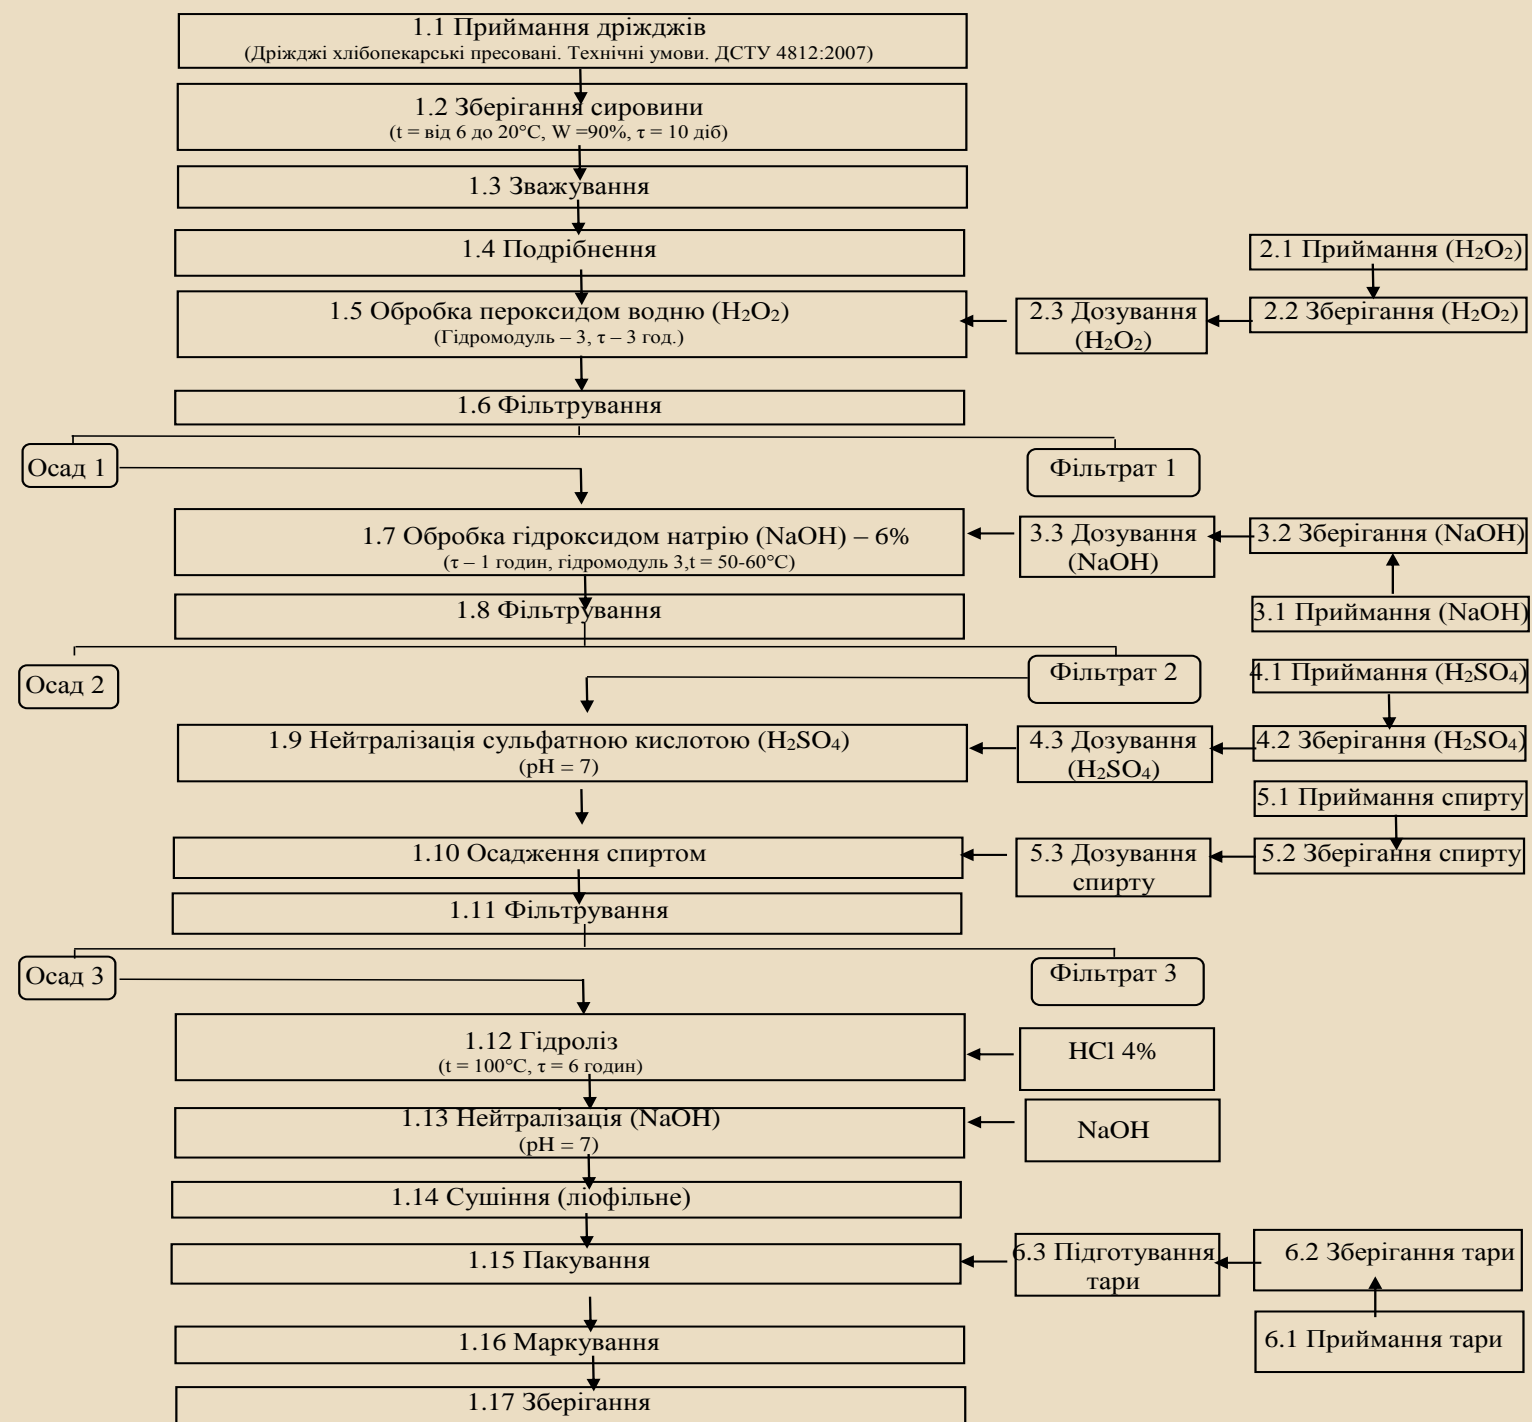 1.1 Приймання дріжджів
(Дріжджі хлібопекарські пресовані. Технічні умови. ДСТУ 4812:2007)
1.2 Зберігання сировини
(t = від 6 до 20°С, W =90%, τ = 10 діб)
1.3 Зважування
1.4 Подрібнення
2.1 Приймання (H₂O₂)
1.5 Обробка пероксидом водню (H₂O₂)
(Гідромодуль – 3, τ – 3 год.)
2.3 Дозування
(H₂O₂)
2.2 Зберігання (H₂O₂)
1.6 Фільтрування
Осад 1
Фільтрат 1
1.7 Обробка гідроксидом натрію (NaOH) – 6%
(τ – 1 годин, гідромодуль 3,t = 50-60°С)
3.3 Дозування
(NaOH)
3.2 Зберігання (NaOH)
1.8 Фільтрування
3.1 Приймання (NaOH)
Осад 2
Фільтрат 2
4.1 Приймання (H₂SO₄)
1.9 Нейтралізація сульфатною кислотою (H₂SO₄)
(pH = 7)
4.3 Дозування
(H₂SO₄)
4.2 Зберігання (H₂SO₄)
5.1 Приймання спирту
1.10 Осадження спиртом
5.3 Дозування
спирту
5.2 Зберігання спирту
1.11 Фільтрування
Осад 3
Фільтрат 3
1.12 Гідроліз
(t = 100°С, τ = 6 годин)
HCl 4%
1.13 Нейтралізація (NaOH)
(pH = 7)
NaOH
1.14 Сушіння (ліофільне)
1.15 Пакування
6.3 Підготування
тари
6.2 Зберігання тари
1.16 Маркування
6.1 Приймання тари
1.17 Зберігання